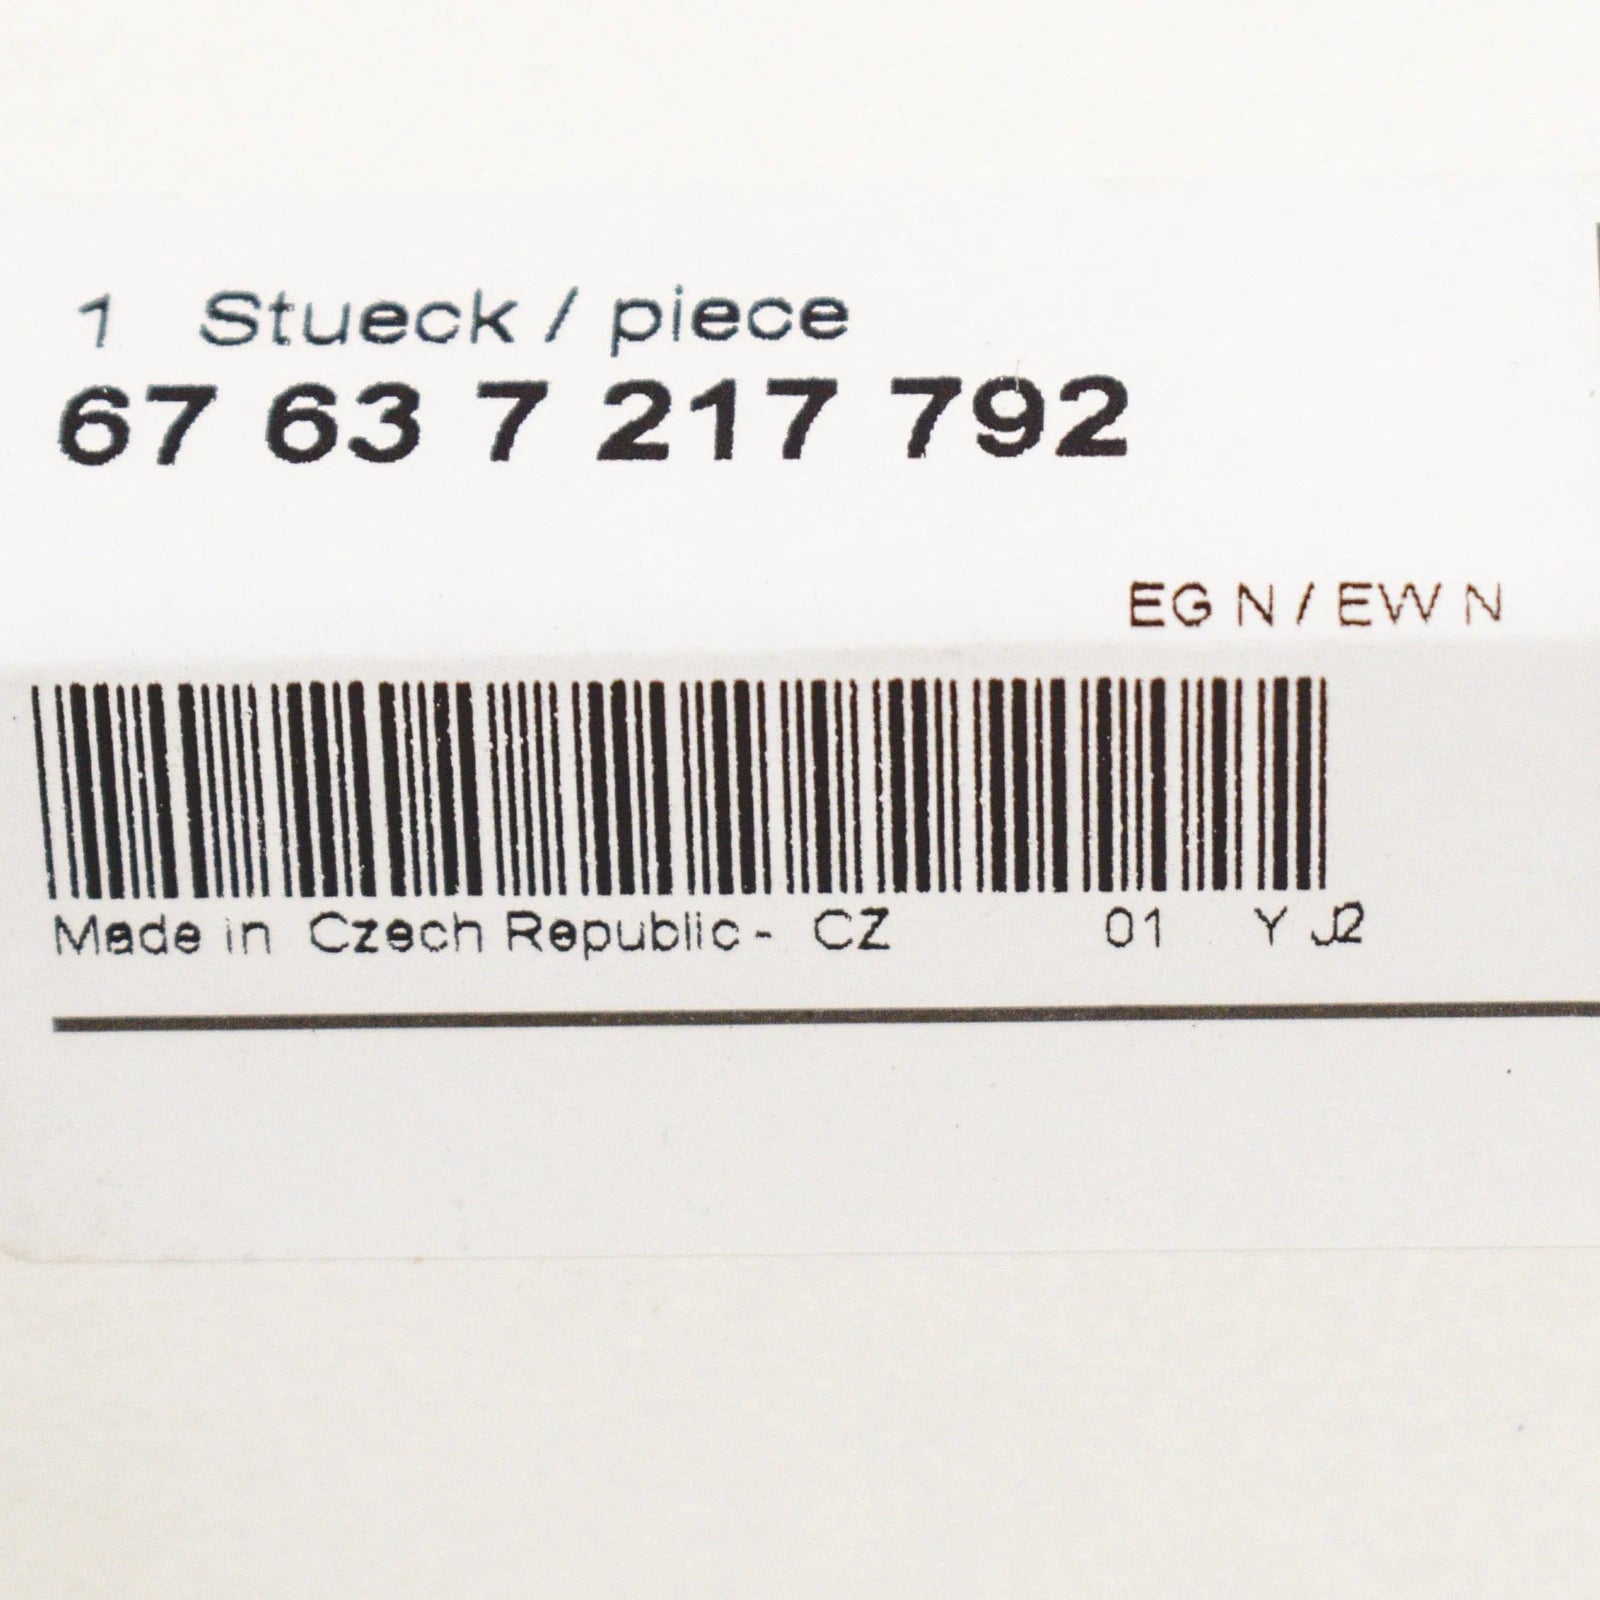 1 Stueck / piece
67 63 7 217 792
EG N / EW N
Made in Czech Republic - CZ 01 Y J2